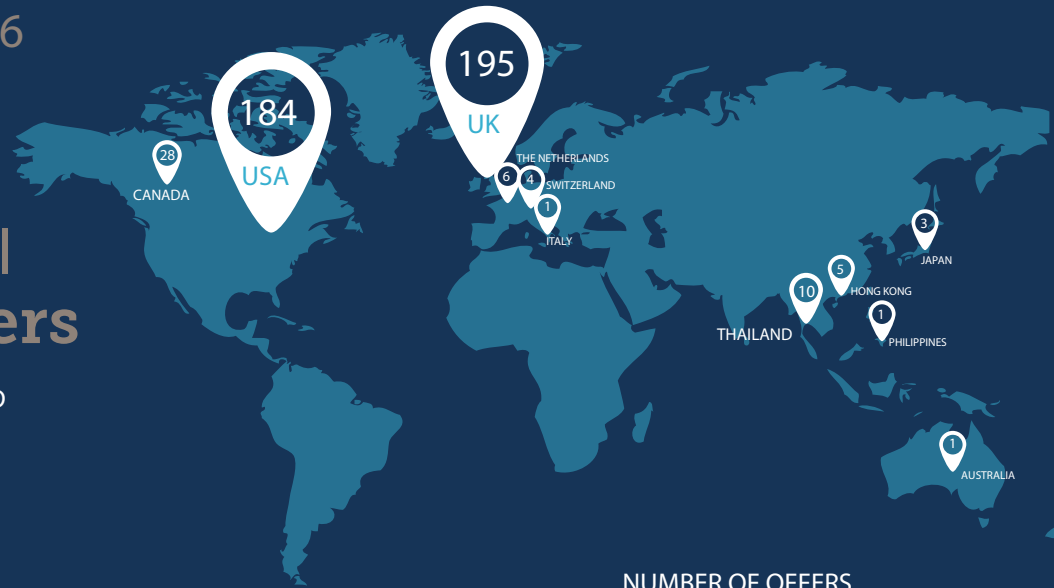 6
195
184
UK
USA
28
CANADA
THE NETHERLANDS
6
4
SWITZERLAND
1
ITALY
3
JAPAN
5
HONG KONG
10
THAILAND
1
PHILIPPINES
1
AUSTRALIA
l
ers
NUMBER OF OFFERS